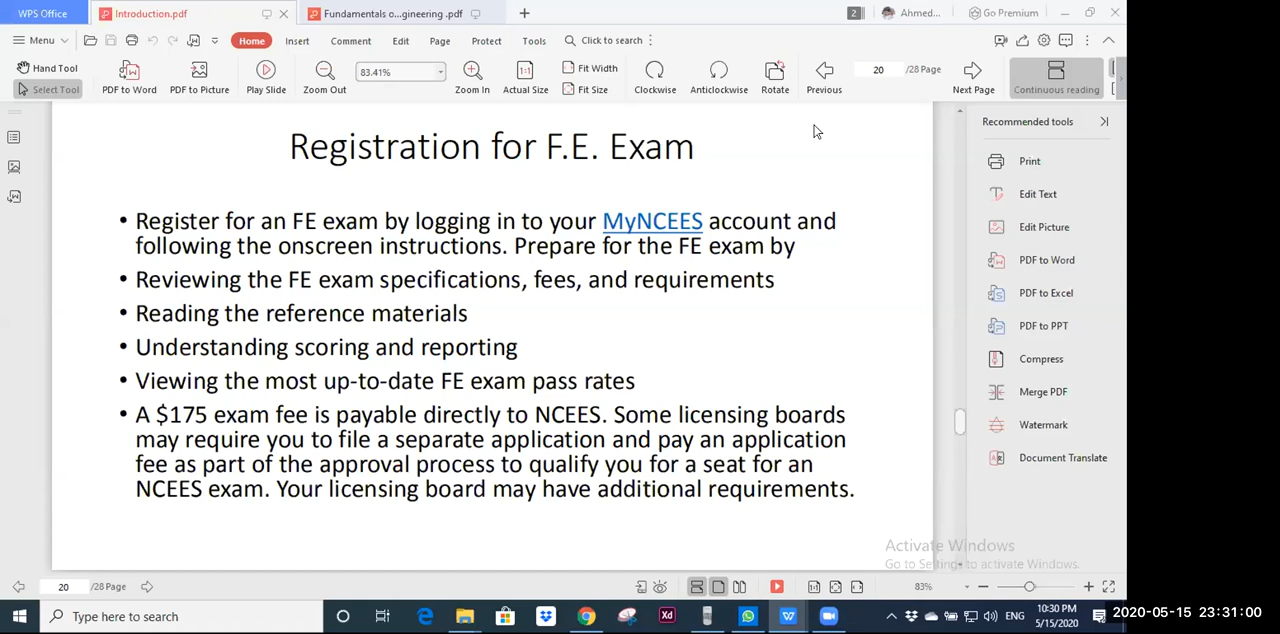 WPS Office
Introduction.pdf
Fundamentals o...gineering .pdf
2
Ahmed...
Go Premium
Menu
Home
Insert
Comment
Edit
Page
Protect
Tools
Click to search
Hand Tool
Select Tool
PDF to Word
PDF to Picture
Play Slide
Zoom Out
83.41%
Zoom In
Actual Size
Fit Width
Fit Size
Clockwise
Anticlockwise
Rotate
Previous
20
/28 Page
Next Page
Continuous reading
Registration for F.E. Exam
• Register for an FE exam by logging in to your MyNCEES account and
following the onscreen instructions. Prepare for the FE exam by
• Reviewing the FE exam specifications, fees, and requirements
• Reading the reference materials
• Understanding scoring and reporting
• Viewing the most up-to-date FE exam pass rates
• A $175 exam fee is payable directly to NCEES. Some licensing boards
may require you to file a separate application and pay an application
fee as part of the approval process to qualify you for a seat for an
NCEES exam. Your licensing board may have additional requirements.
Recommended tools
Print
Edit Text
Edit Picture
PDF to Word
PDF to Excel
PDF to PPT
Compress
Merge PDF
Watermark
Document Translate
Activate Windows
Go to Settings to activate Windows.
20
/28 Page
83%
Type here to search
Xd
ENG
10:30 PM
5/15/2020
2020-05-15 23:31:00